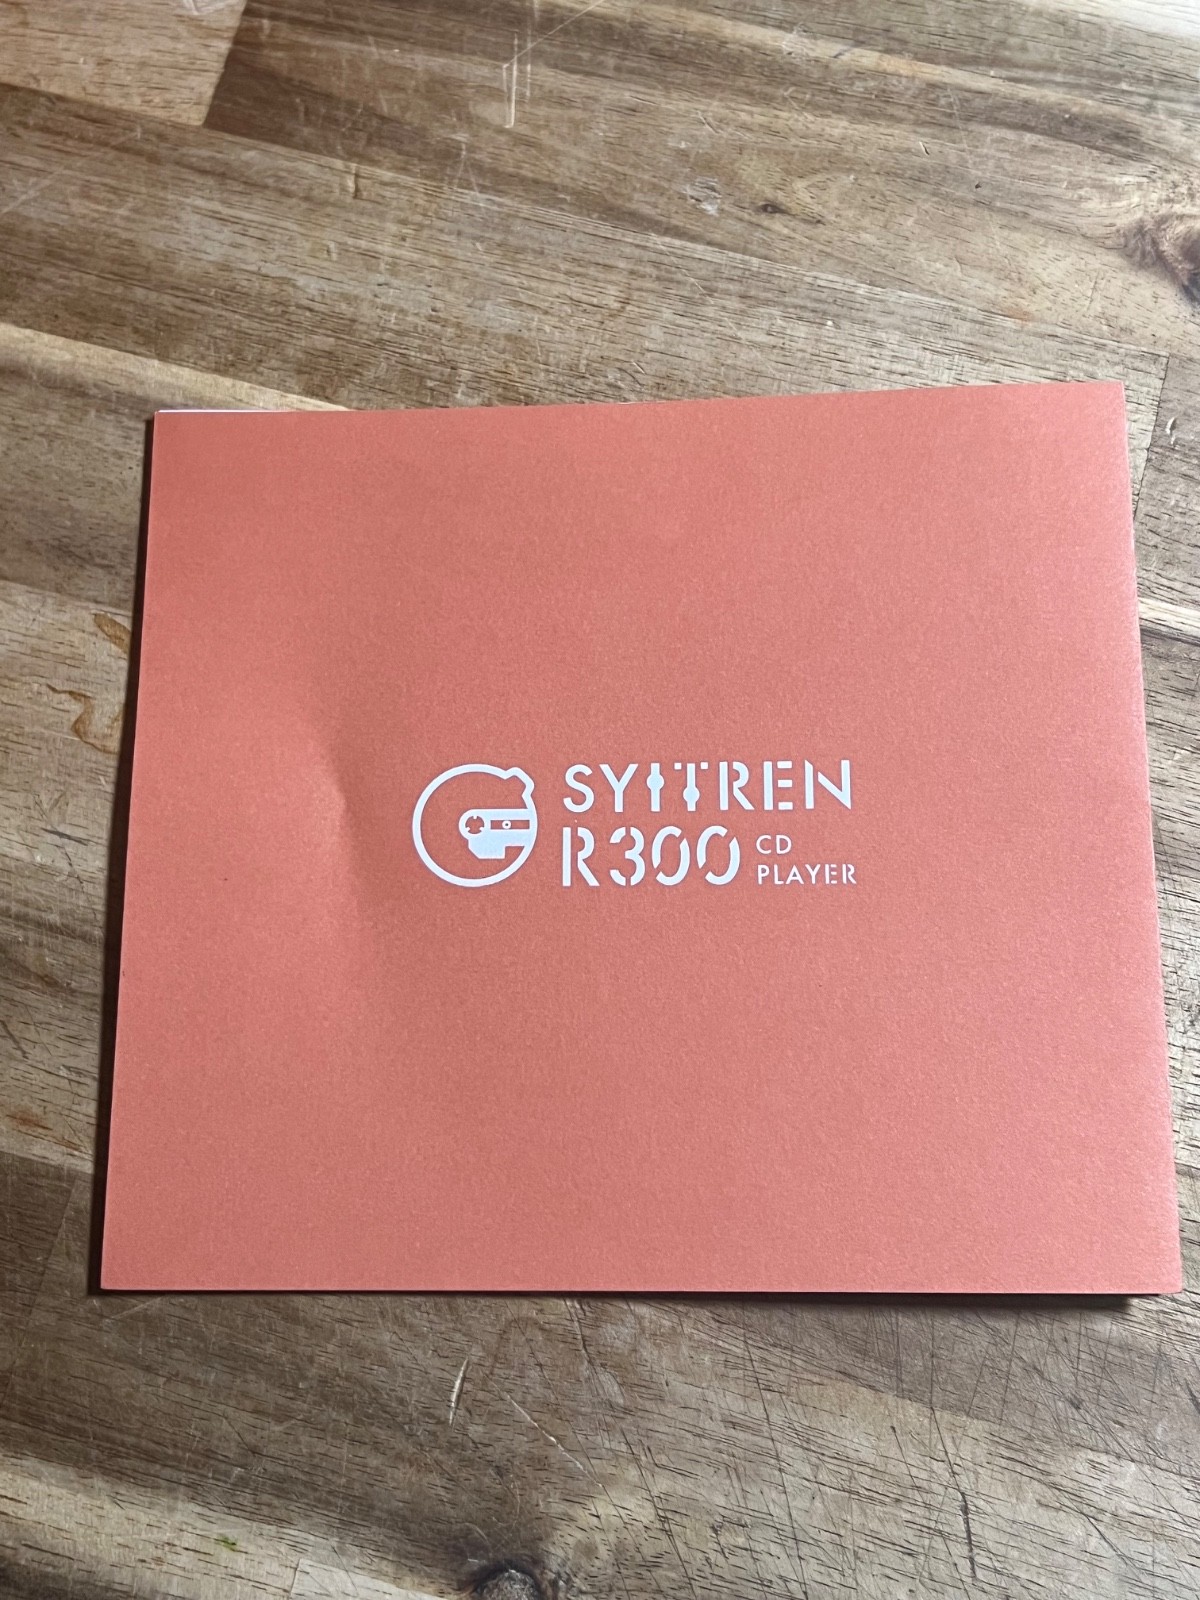 SYITREN
R300 CD
PLAYER